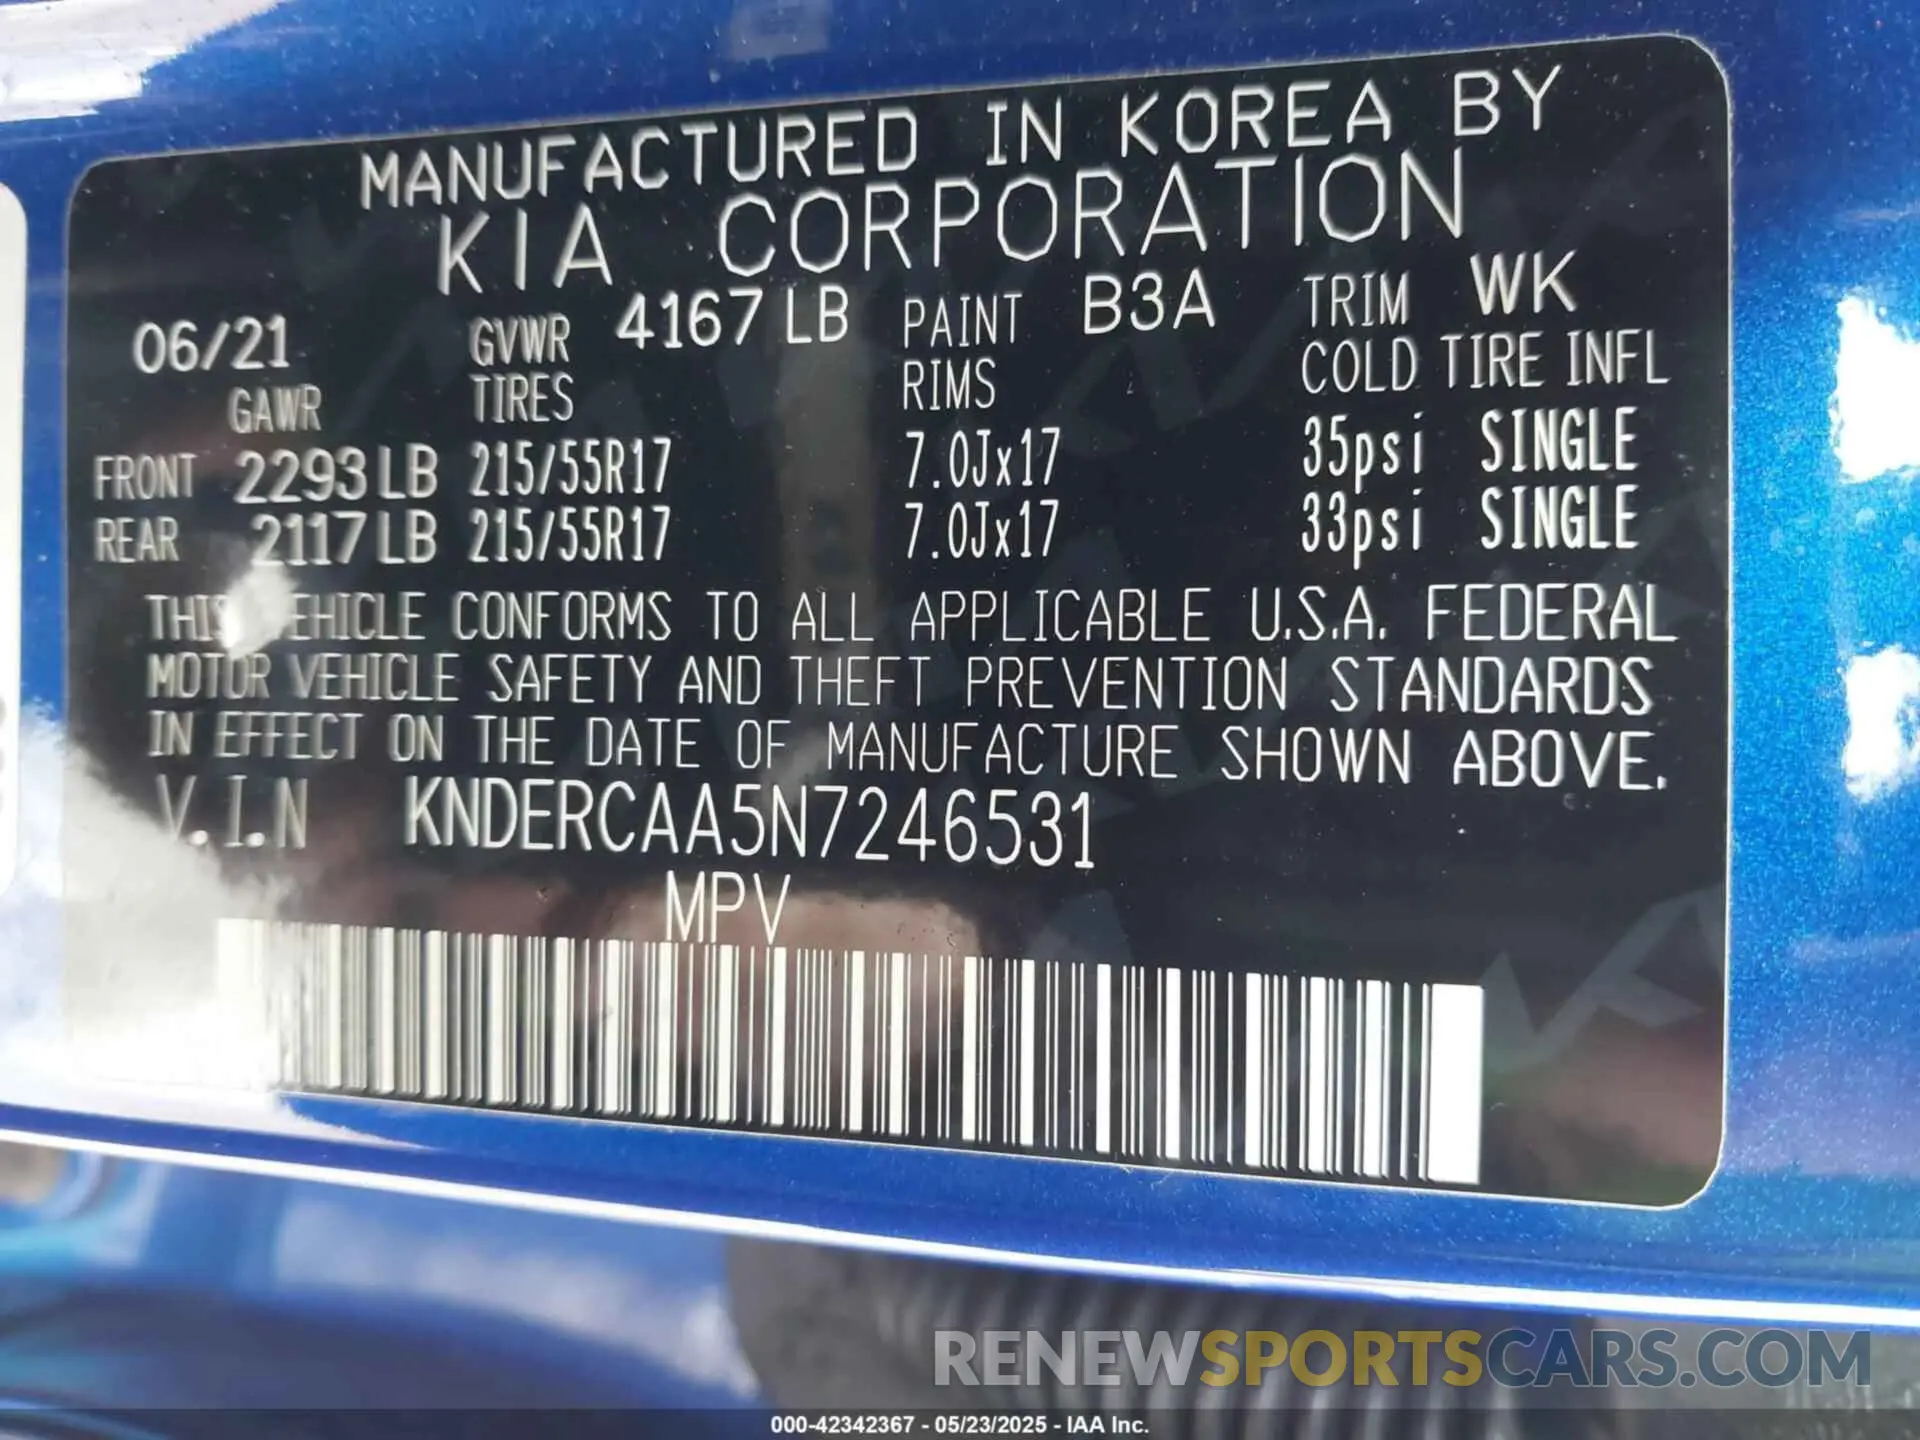 MANUFACTURED IN KOREA BY
KIA CORPORATION
06/21 GVWR 4167 LB PAINT B3A TRIM WK
GAWR TIRES RIMS COLD TIRE INFL
FRONT 2293 LB 215/55R17 7.0Jx17 35psi SINGLE
REAR 2117 LB 215/55R17 7.0Jx17 33psi SINGLE
THIS VEHICLE CONFORMS TO ALL APPLICABLE U.S.A. FEDERAL
MOTOR VEHICLE SAFETY AND THEFT PREVENTION STANDARDS
IN EFFECT ON THE DATE OF MANUFACTURE SHOWN ABOVE.
V.I.N KNDERCAA5N7246531
MPV
RENEWSPORTSCARS.COM
000-42342367 - 05/23/2025 - IAA Inc.